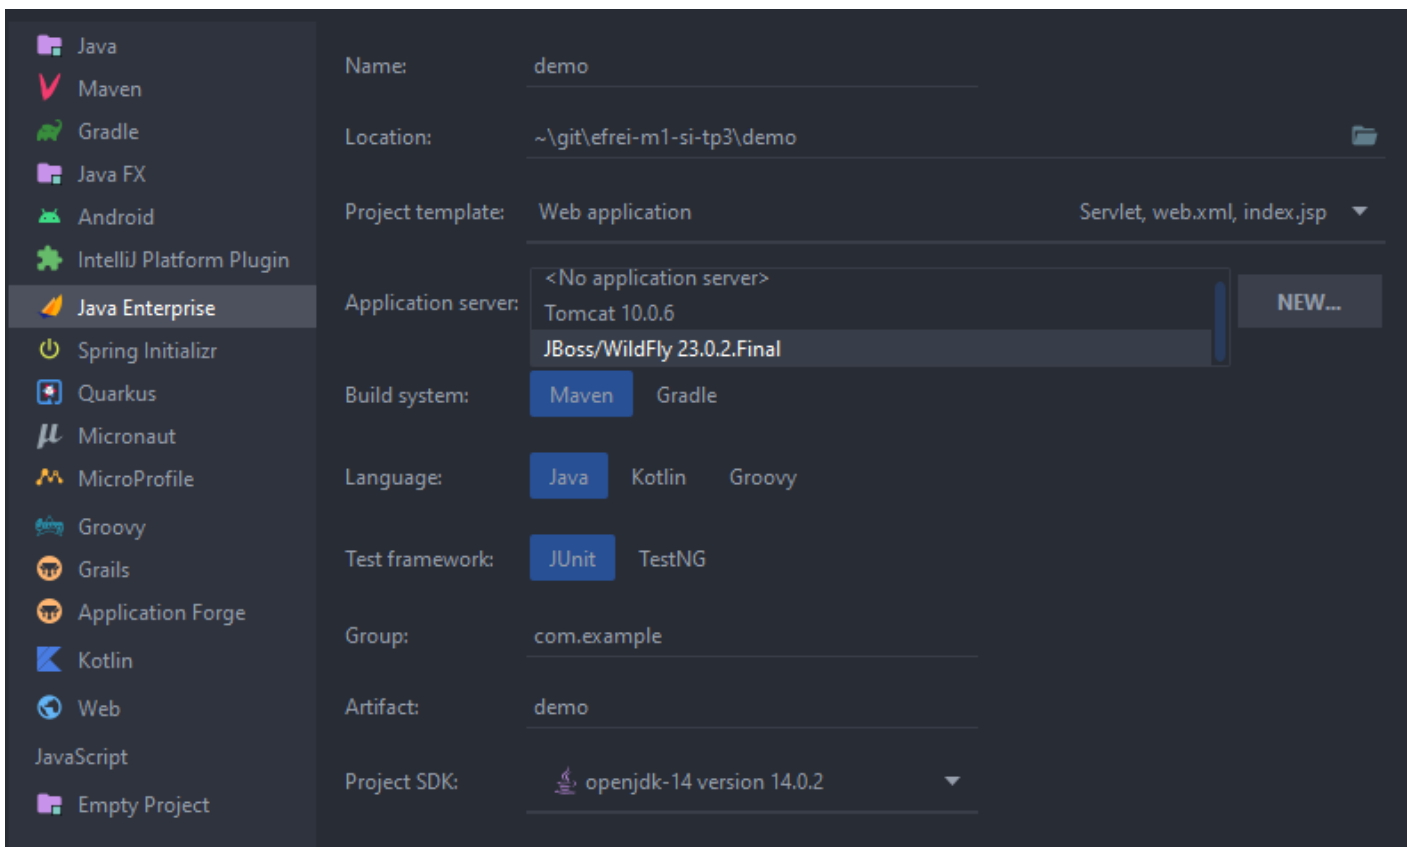 Java
Maven
Gradle
Java FX
Android
IntelliJ Platform Plugin
Java Enterprise
Spring Initializr
Quarkus
Micronaut
MicroProfile
Groovy
Grails
Application Forge
Kotlin
Web
JavaScript
Empty Project
Name: demo
Location: ~\git\efrei-m1-si-tp3\demo
Project template: Web application Servlet, web.xml, index.jsp
Application server: <No application server>
Tomcat 10.0.6
JBoss/WildFly 23.0.2.Final
NEW...
Build system: Maven Gradle
Language: Java Kotlin Groovy
Test framework: JUnit TestNG
Group: com.example
Artifact: demo
Project SDK: openjdk-14 version 14.0.2